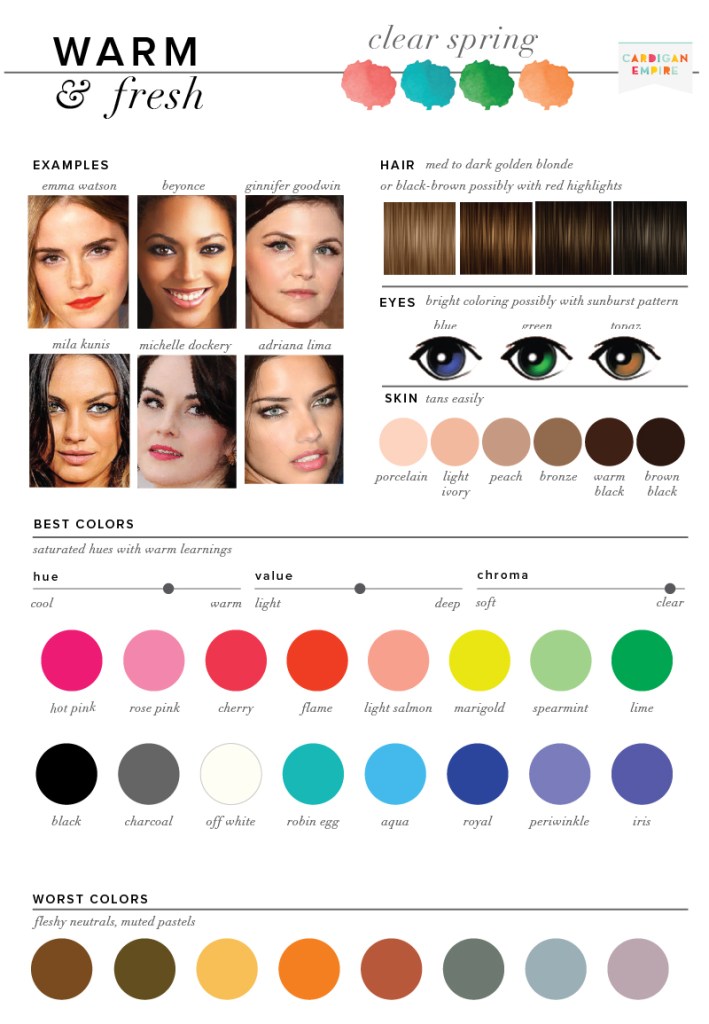 WARM
& fresh
clear spring
CARDIGAN
EMPIRE
EXAMPLES
emma watson
beyonce
ginnifer goodwin
mila kunis
michelle dockery
adriana lima
HAIR med to dark golden blonde
or black-brown possibly with red highlights
EYES bright coloring possibly with sunburst pattern
blue
green
topaz
SKIN tans easily
porcelain
light
ivory
peach
bronze
warm
black
brown
black
BEST COLORS
saturated hues with warm learnings
hue
cool
warm
value
light
deep
chroma
soft
clear
hot pink
rose pink
cherry
flame
light salmon
marigold
spearmint
lime
black
charcoal
off white
robin egg
aqua
royal
periwinkle
iris
WORST COLORS
fleshy neutrals, muted pastels